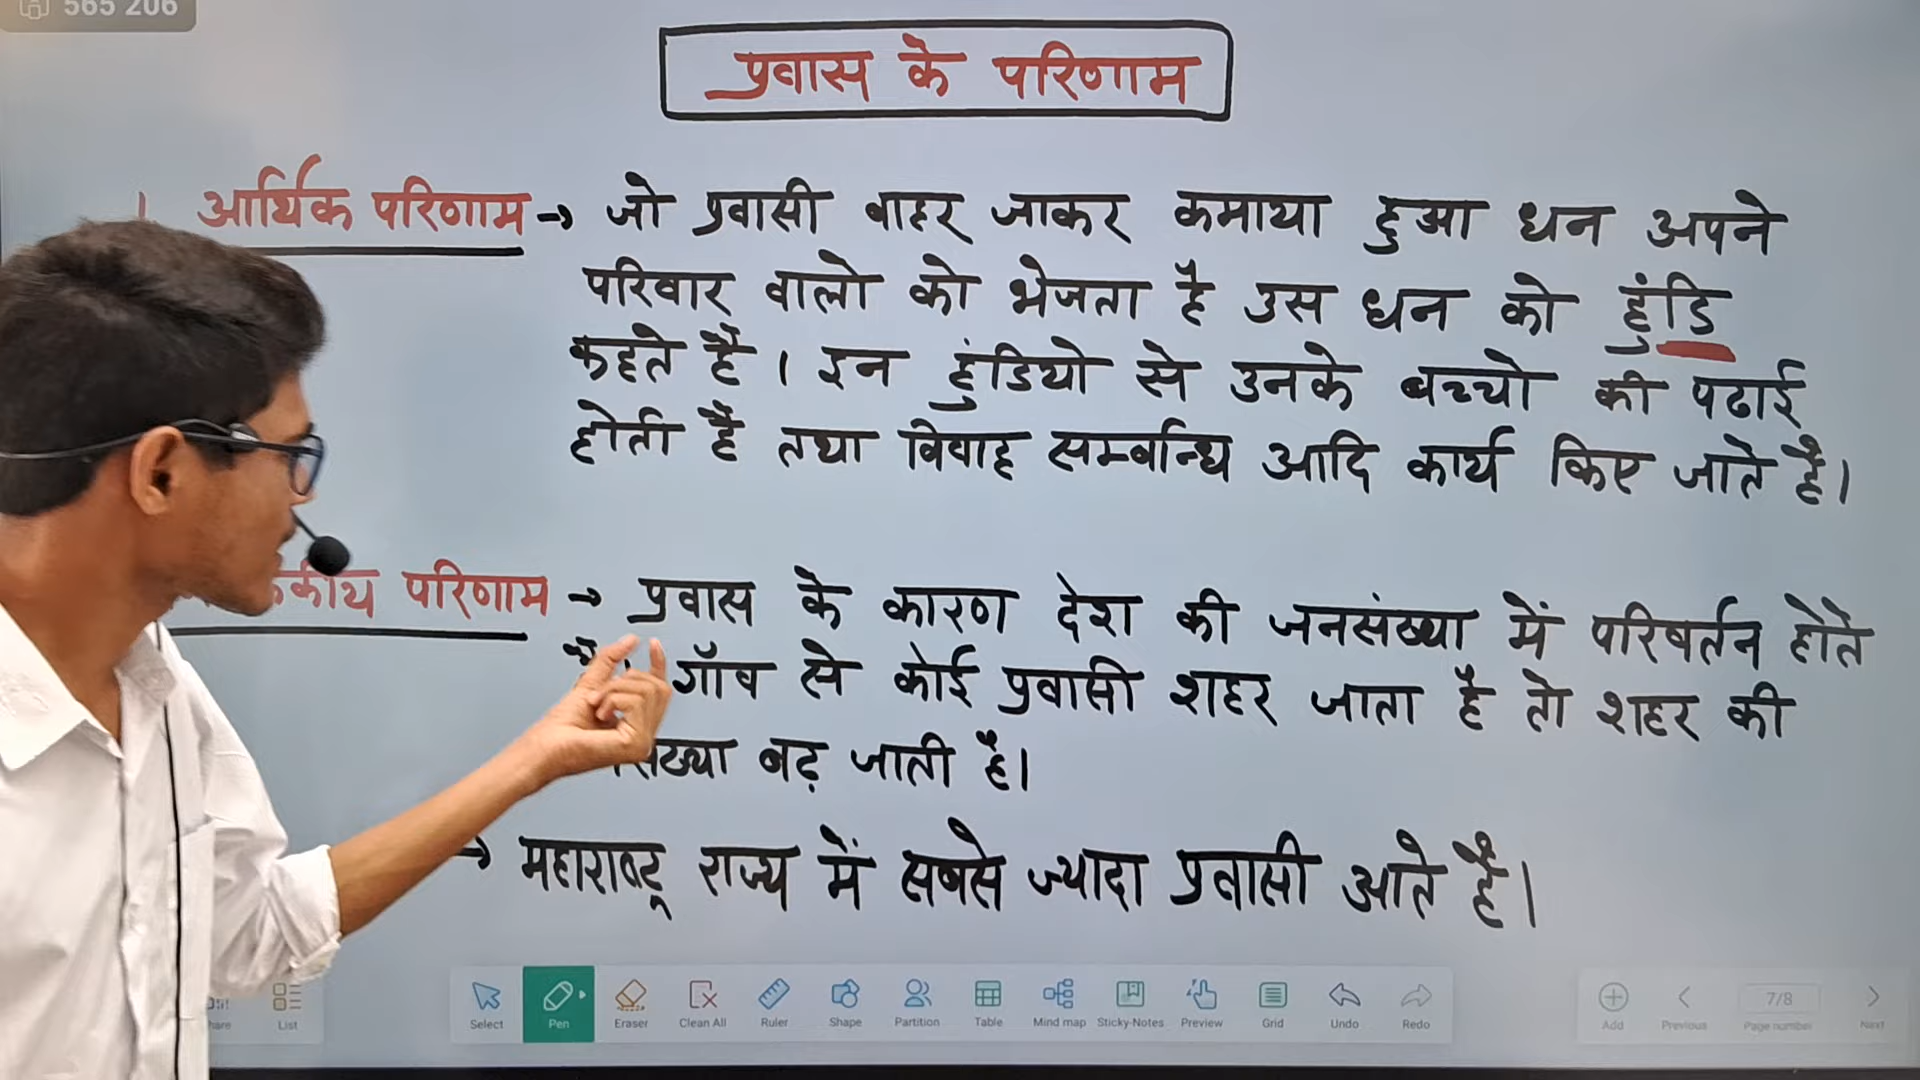 565 206
प्रवास के परिणाम
1. आर्थिक परिणाम → जो प्रवासी बाहर जाकर कमाया हुआ धन अपने
परिवार वालो को भेजता है उस धन को हुंडि
कहते है । इन हुंडियो से उनके बच्चो की पढाई
होती है तथा विवाह सम्बन्धि आदि कार्य किए जाते है।
परिणाम → प्रवास के कारण देश की जनसंख्या में परिवर्तन होते
गाँव से कोई प्रवासी शहर जाता है तो शहर की
बढ़ जाती है।
→ महाराष्ट्र राज्य में सबसे ज्यादा प्रवासी आते है।
List Select Pen Eraser Clean All Ruler Shape Partition Table Mind map Sticky-Notes Preview Grid Undo Redo Add Previous 7/8 Page number Next